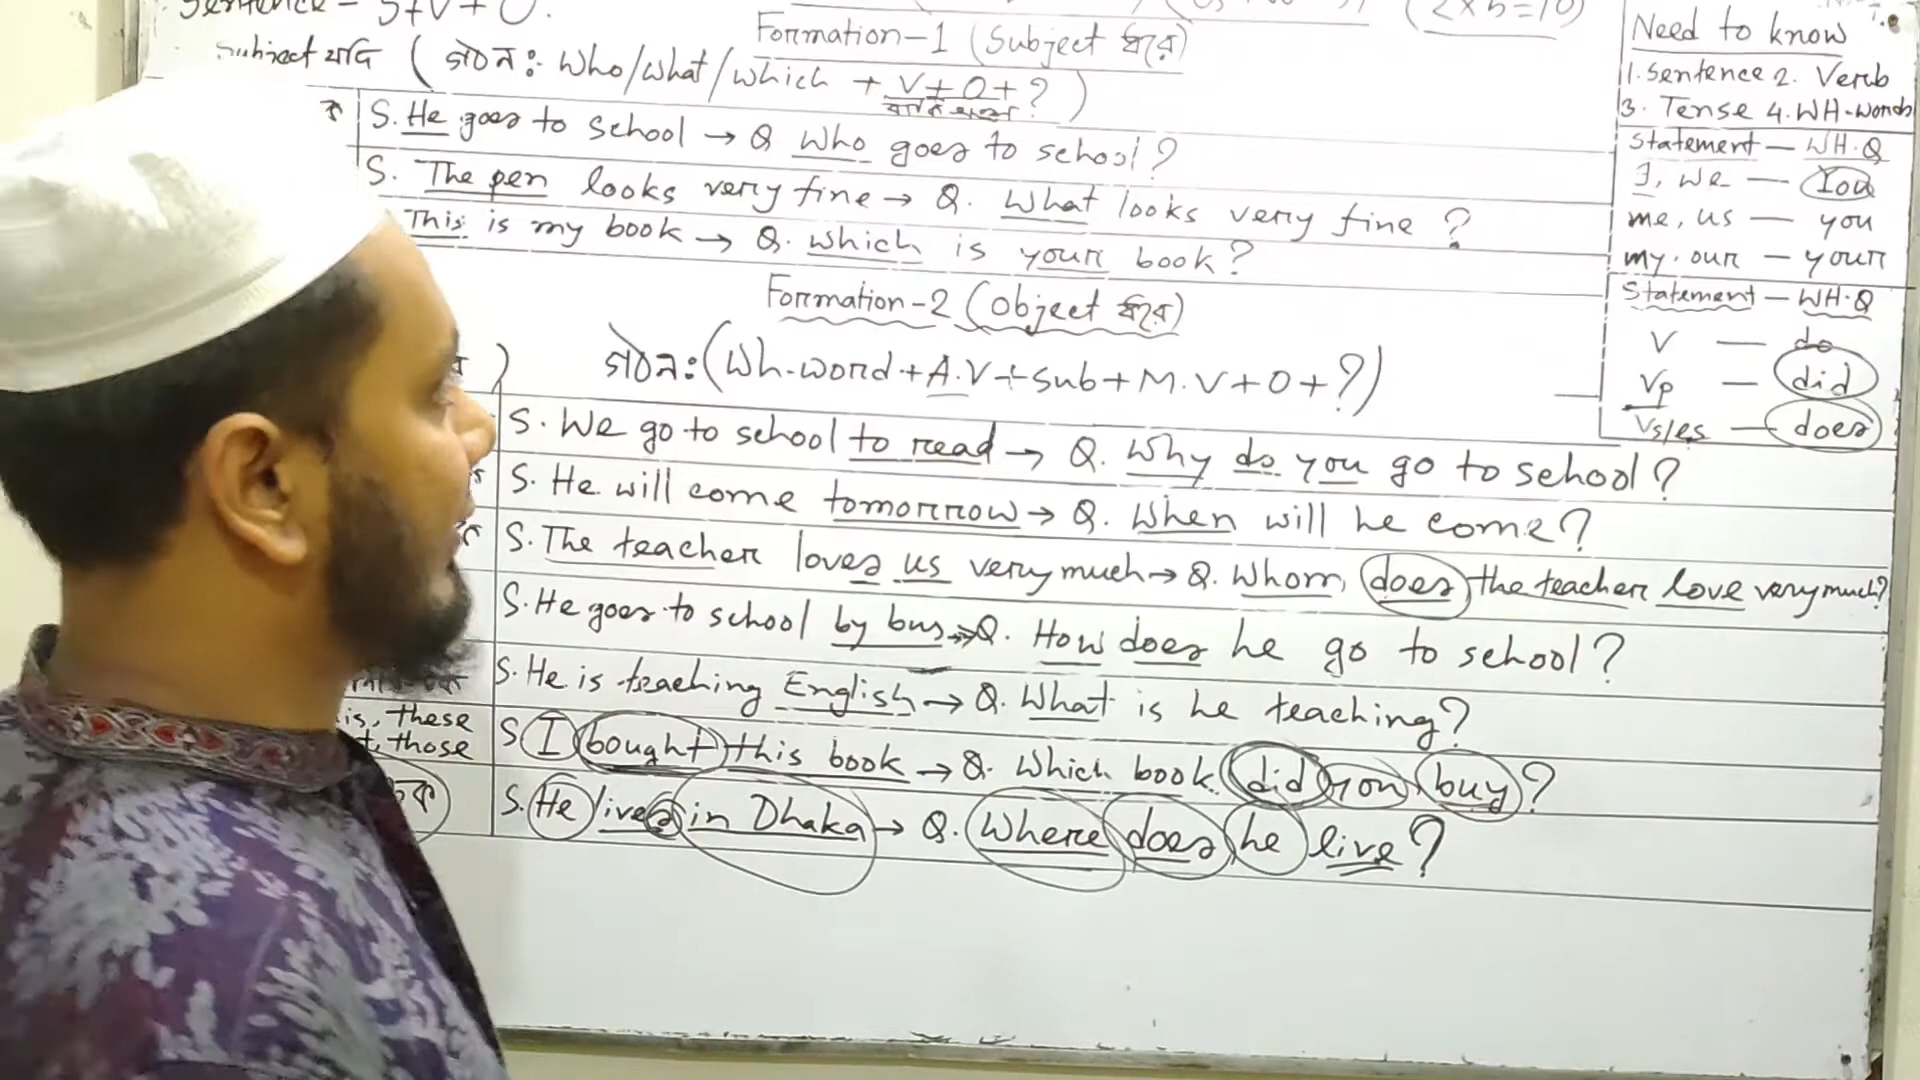 Sentence = S+V+O.
(2x5=10)
Formation-1 (Subject ধরে)
Subject যদি (গঠন: Who/What/Which + V+O+?)
S. He goes to school → Q Who goes to school?
S. The pen looks very fine → Q. What looks very fine?
This is my book → Q. Which is your book?
Formation-2 (Object ধরে)
গঠন: (Wh-word + A.V + Sub + M.V + O + ?)
S. We go to school to read → Q. Why do you go to school?
S. He will come tomorrow → Q. When will he come?
S. The teacher loves us very much → Q. Whom does the teacher love very much?
S. He goes to school by bus → Q. How does he go to school?
S. He is teaching English → Q. What is he teaching?
is, these
those
S I bought this book → Q. Which book did you buy?
S. He lives in Dhaka → Q. Where does he live?
Need to know
1. Sentence 2. Verb
3. Tense 4. WH-words
Statement — WH.Q
I, we — You
me, us — you
my, our — your
Statement — WH.Q
V — do
Vp — did
Vs/es — does